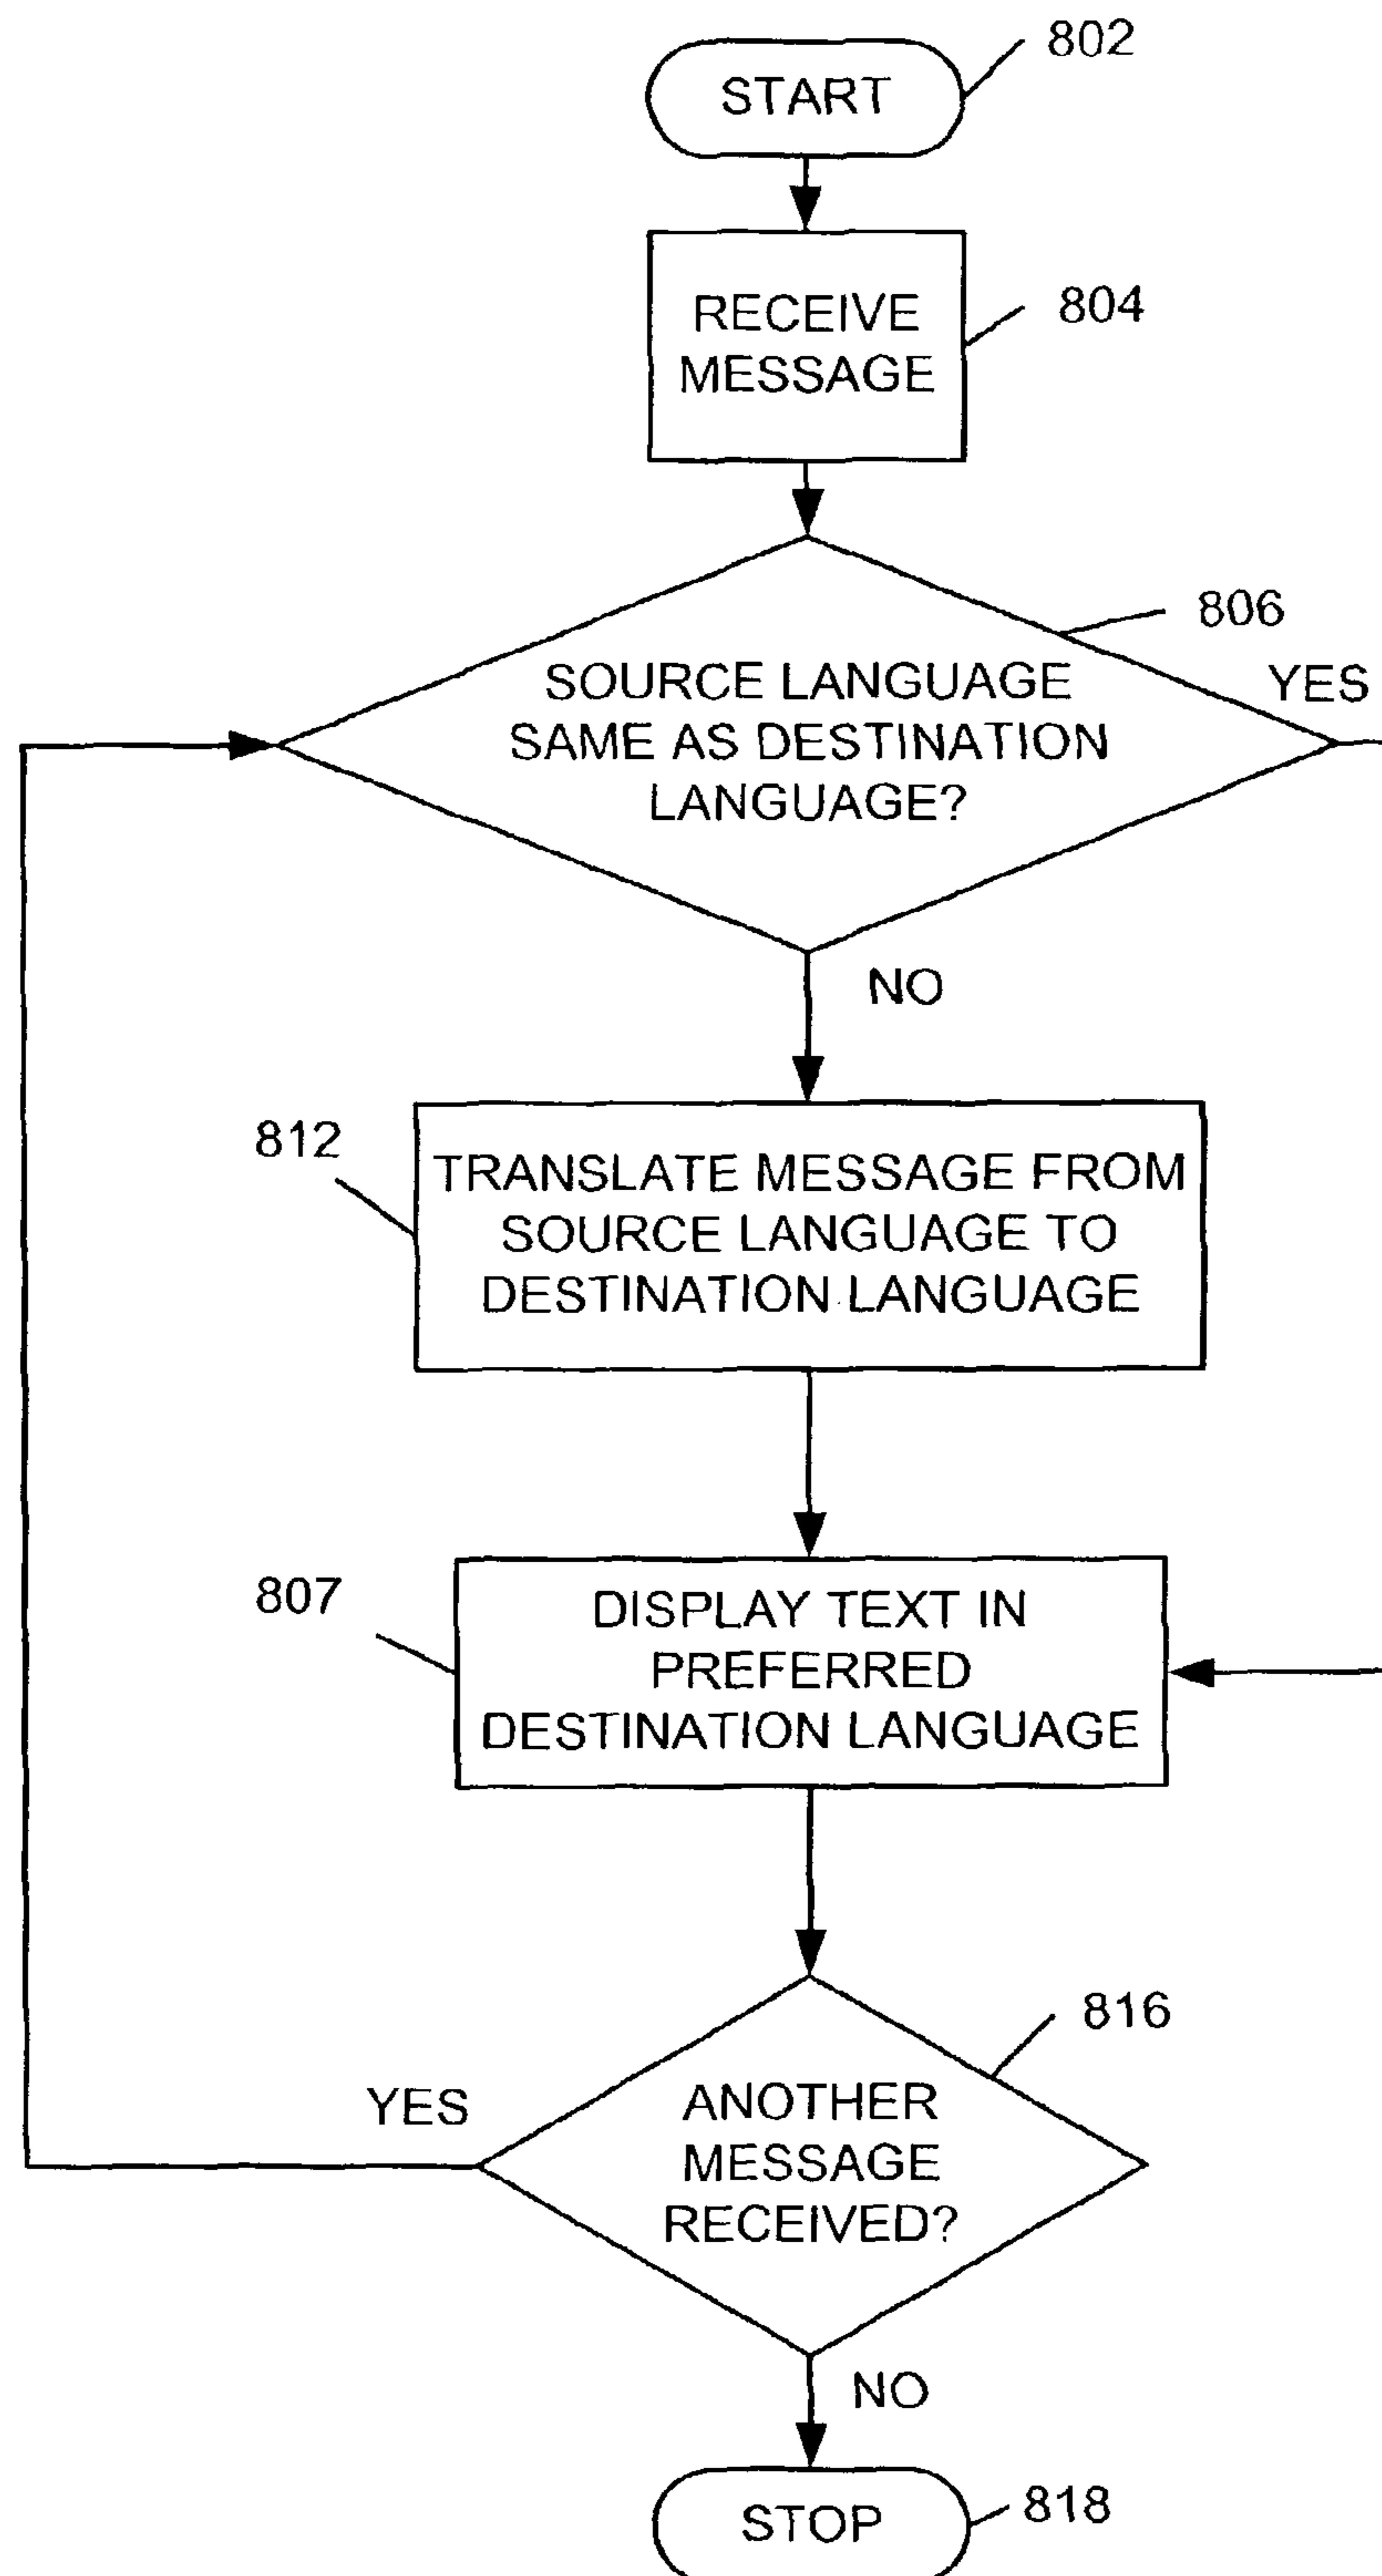 802
START
804
RECEIVE
MESSAGE
806
SOURCE LANGUAGE
SAME AS DESTINATION
LANGUAGE?
YES
NO
812
TRANSLATE MESSAGE FROM
SOURCE LANGUAGE TO
DESTINATION LANGUAGE
807
DISPLAY TEXT IN
PREFERRED
DESTINATION LANGUAGE
816
YES
ANOTHER
MESSAGE
RECEIVED?
NO
STOP
818